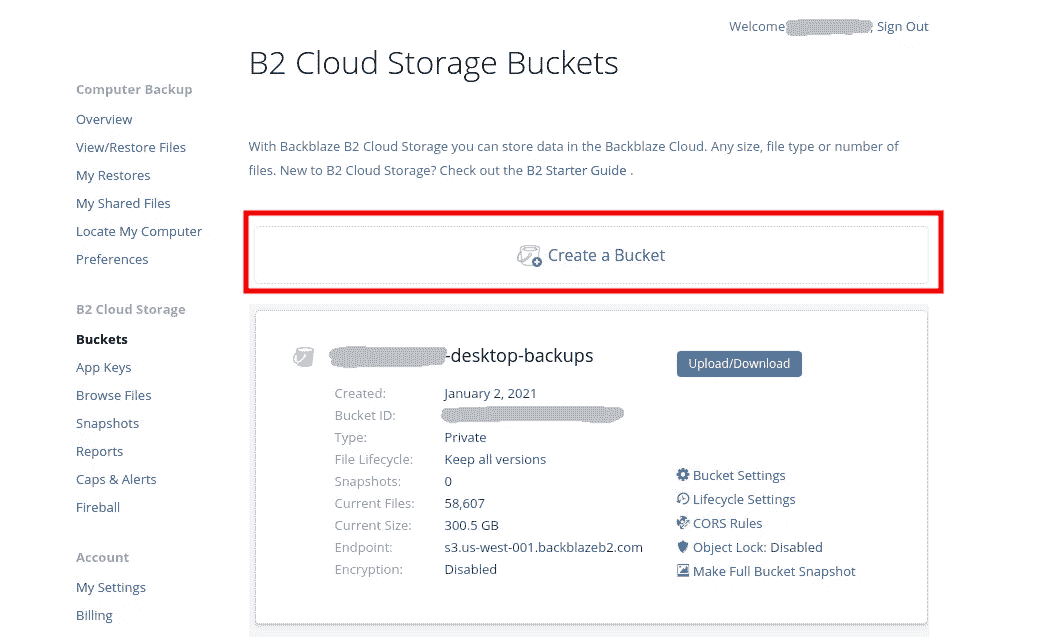 Welcome , Sign Out
B2 Cloud Storage Buckets
Computer Backup
Overview
View/Restore Files
My Restores
My Shared Files
Locate My Computer
Preferences
B2 Cloud Storage
Buckets
App Keys
Browse Files
Snapshots
Reports
Caps & Alerts
Fireball
Account
My Settings
Billing
With Backblaze B2 Cloud Storage you can store data in the Backblaze Cloud. Any size, file type or number of
files. New to B2 Cloud Storage? Check out the B2 Starter Guide .
Create a Bucket
-desktop-backups
Upload/Download
Created: January 2, 2021
Bucket ID:
Type: Private
File Lifecycle: Keep all versions
Snapshots: 0
Current Files: 58,607
Current Size: 300.5 GB
Endpoint: s3.us-west-001.backblazeb2.com
Encryption: Disabled
Bucket Settings
Lifecycle Settings
CORS Rules
Object Lock: Disabled
Make Full Bucket Snapshot